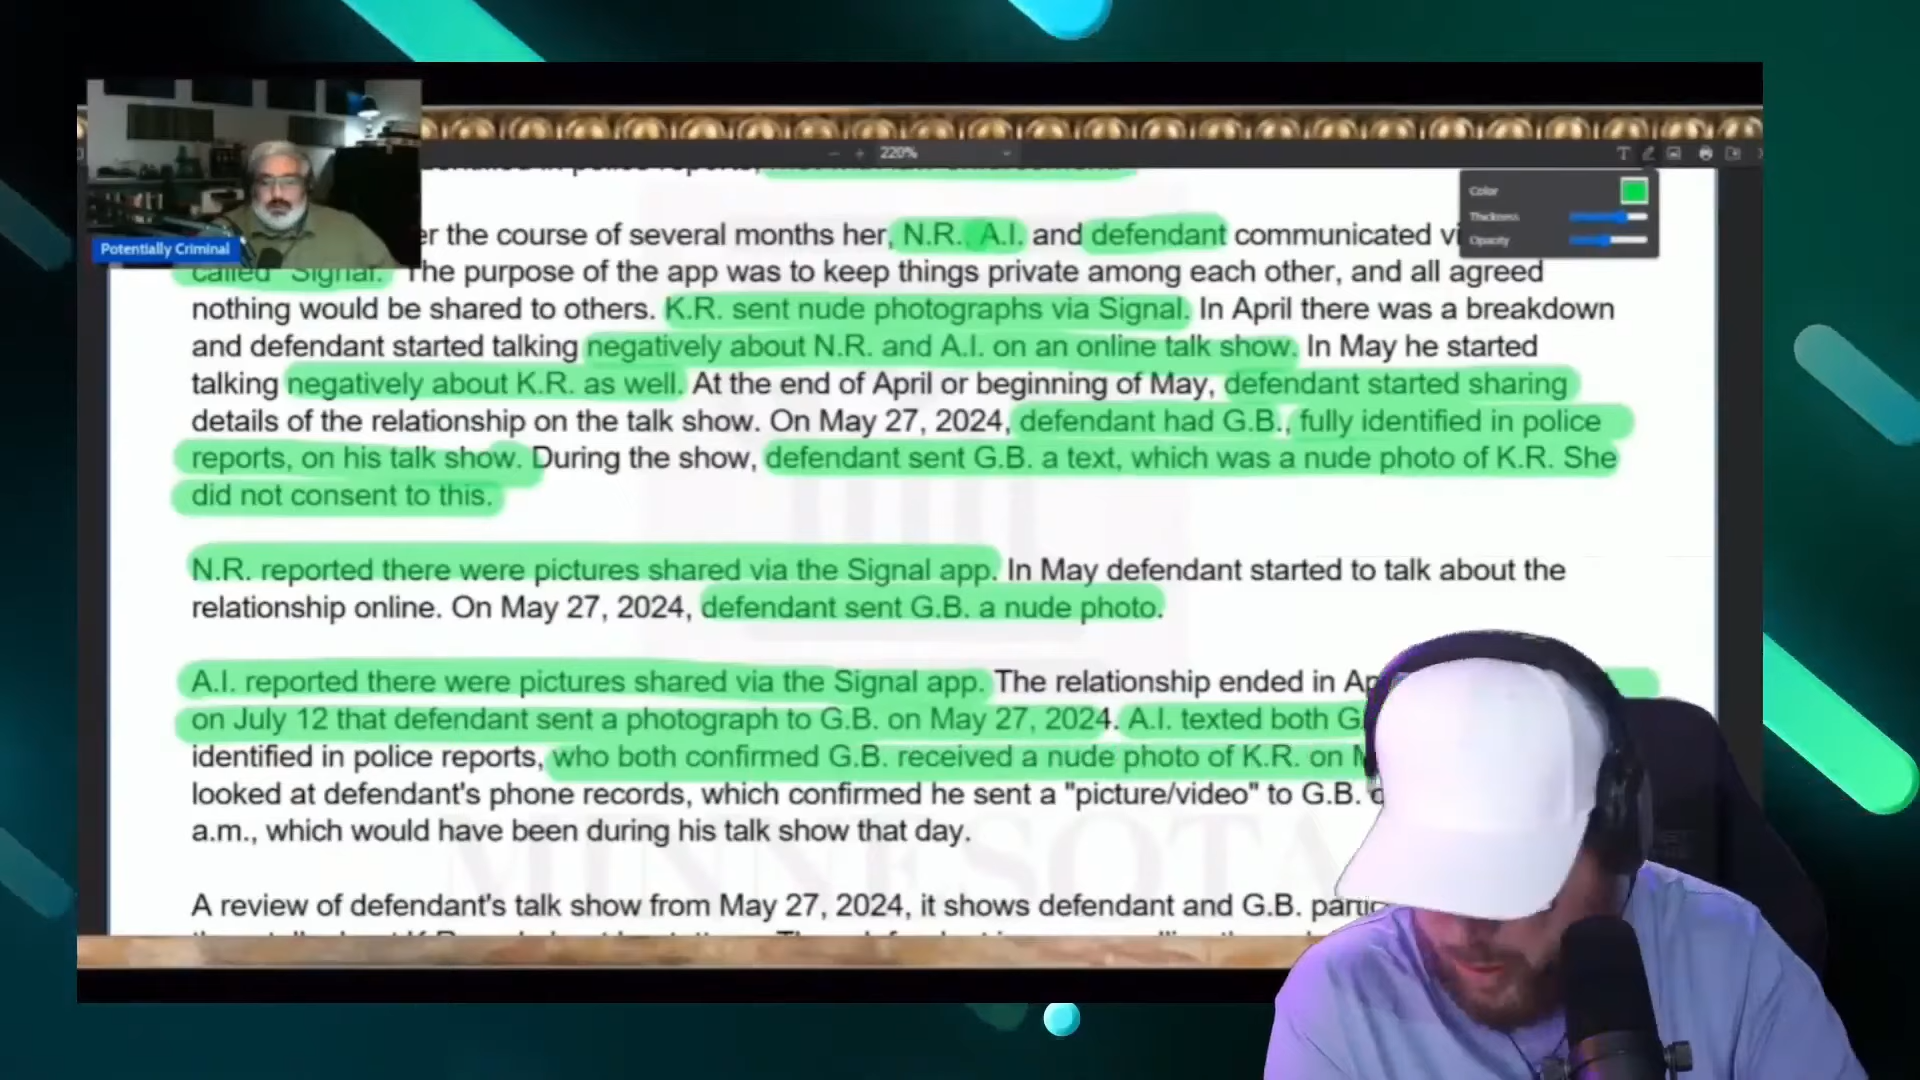 220%
Color
Thickness
Opacity
Potentially Criminal
er the course of several months her, N.R. A.I. and defendant communicated vi
called "Signal." The purpose of the app was to keep things private among each other, and all agreed
nothing would be shared to others. K.R. sent nude photographs via Signal. In April there was a breakdown
and defendant started talking negatively about N.R. and A.I. on an online talk show. In May he started
talking negatively about K.R. as well. At the end of April or beginning of May, defendant started sharing
details of the relationship on the talk show. On May 27, 2024, defendant had G.B., fully identified in police
reports, on his talk show. During the show, defendant sent G.B. a text, which was a nude photo of K.R. She
did not consent to this.
N.R. reported there were pictures shared via the Signal app. In May defendant started to talk about the
relationship online. On May 27, 2024, defendant sent G.B. a nude photo.
A.I. reported there were pictures shared via the Signal app. The relationship ended in Ap
on July 12 that defendant sent a photograph to G.B. on May 27, 2024. A.I. texted both G
identified in police reports, who both confirmed G.B. received a nude photo of K.R. on M
looked at defendant's phone records, which confirmed he sent a "picture/video" to G.B.
a.m., which would have been during his talk show that day.
MINNESOTA
A review of defendant's talk show from May 27, 2024, it shows defendant and G.B. partic